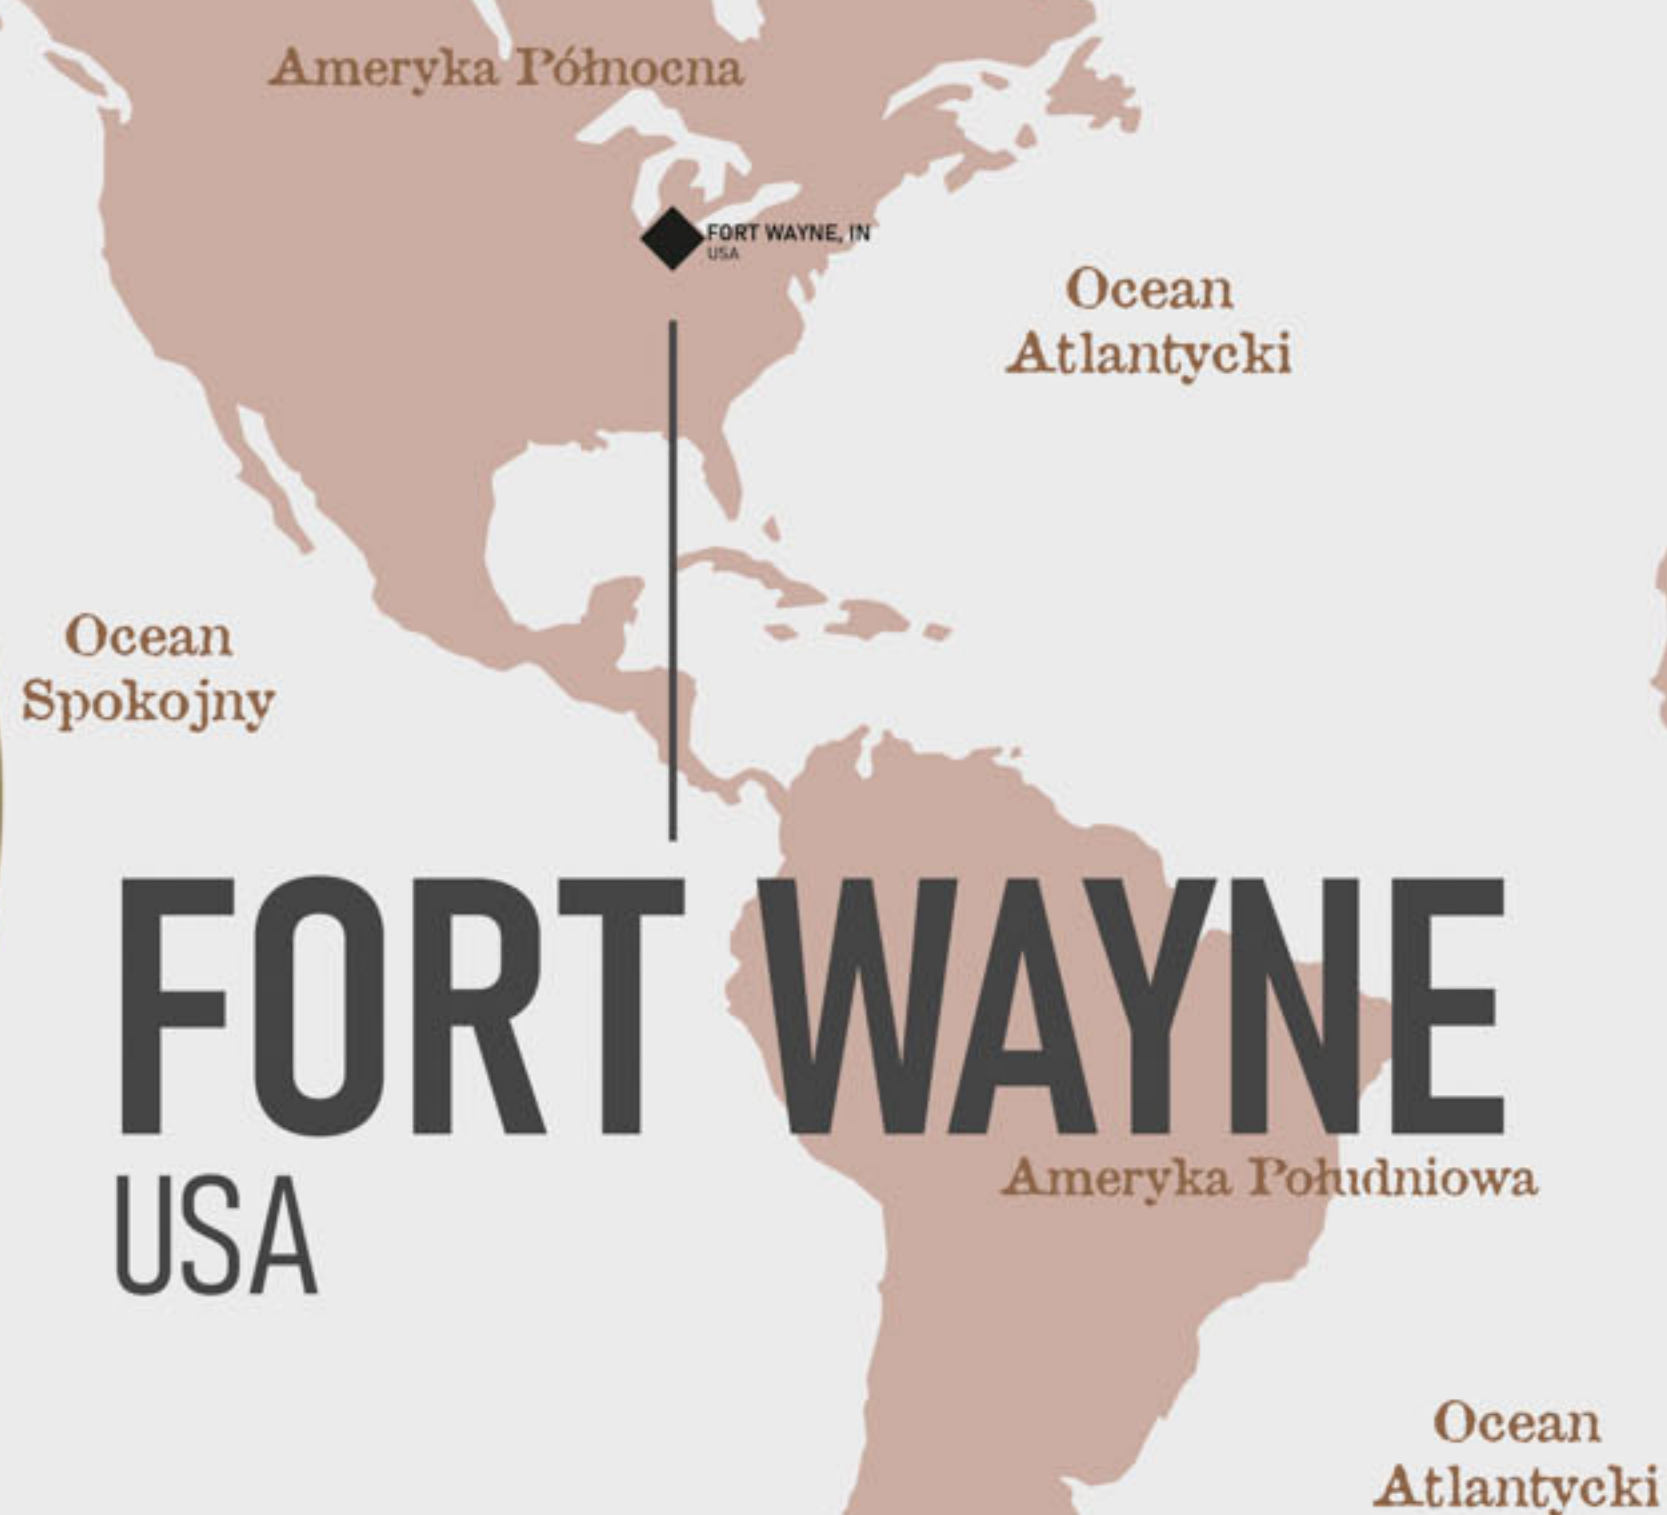 Ameryka Północna
FORT WAYNE, IN
USA
Ocean
Atlantycki
Ocean
Spokojny
FORT WAYNE
USA
Ameryka Południowa
Ocean
Atlantycki